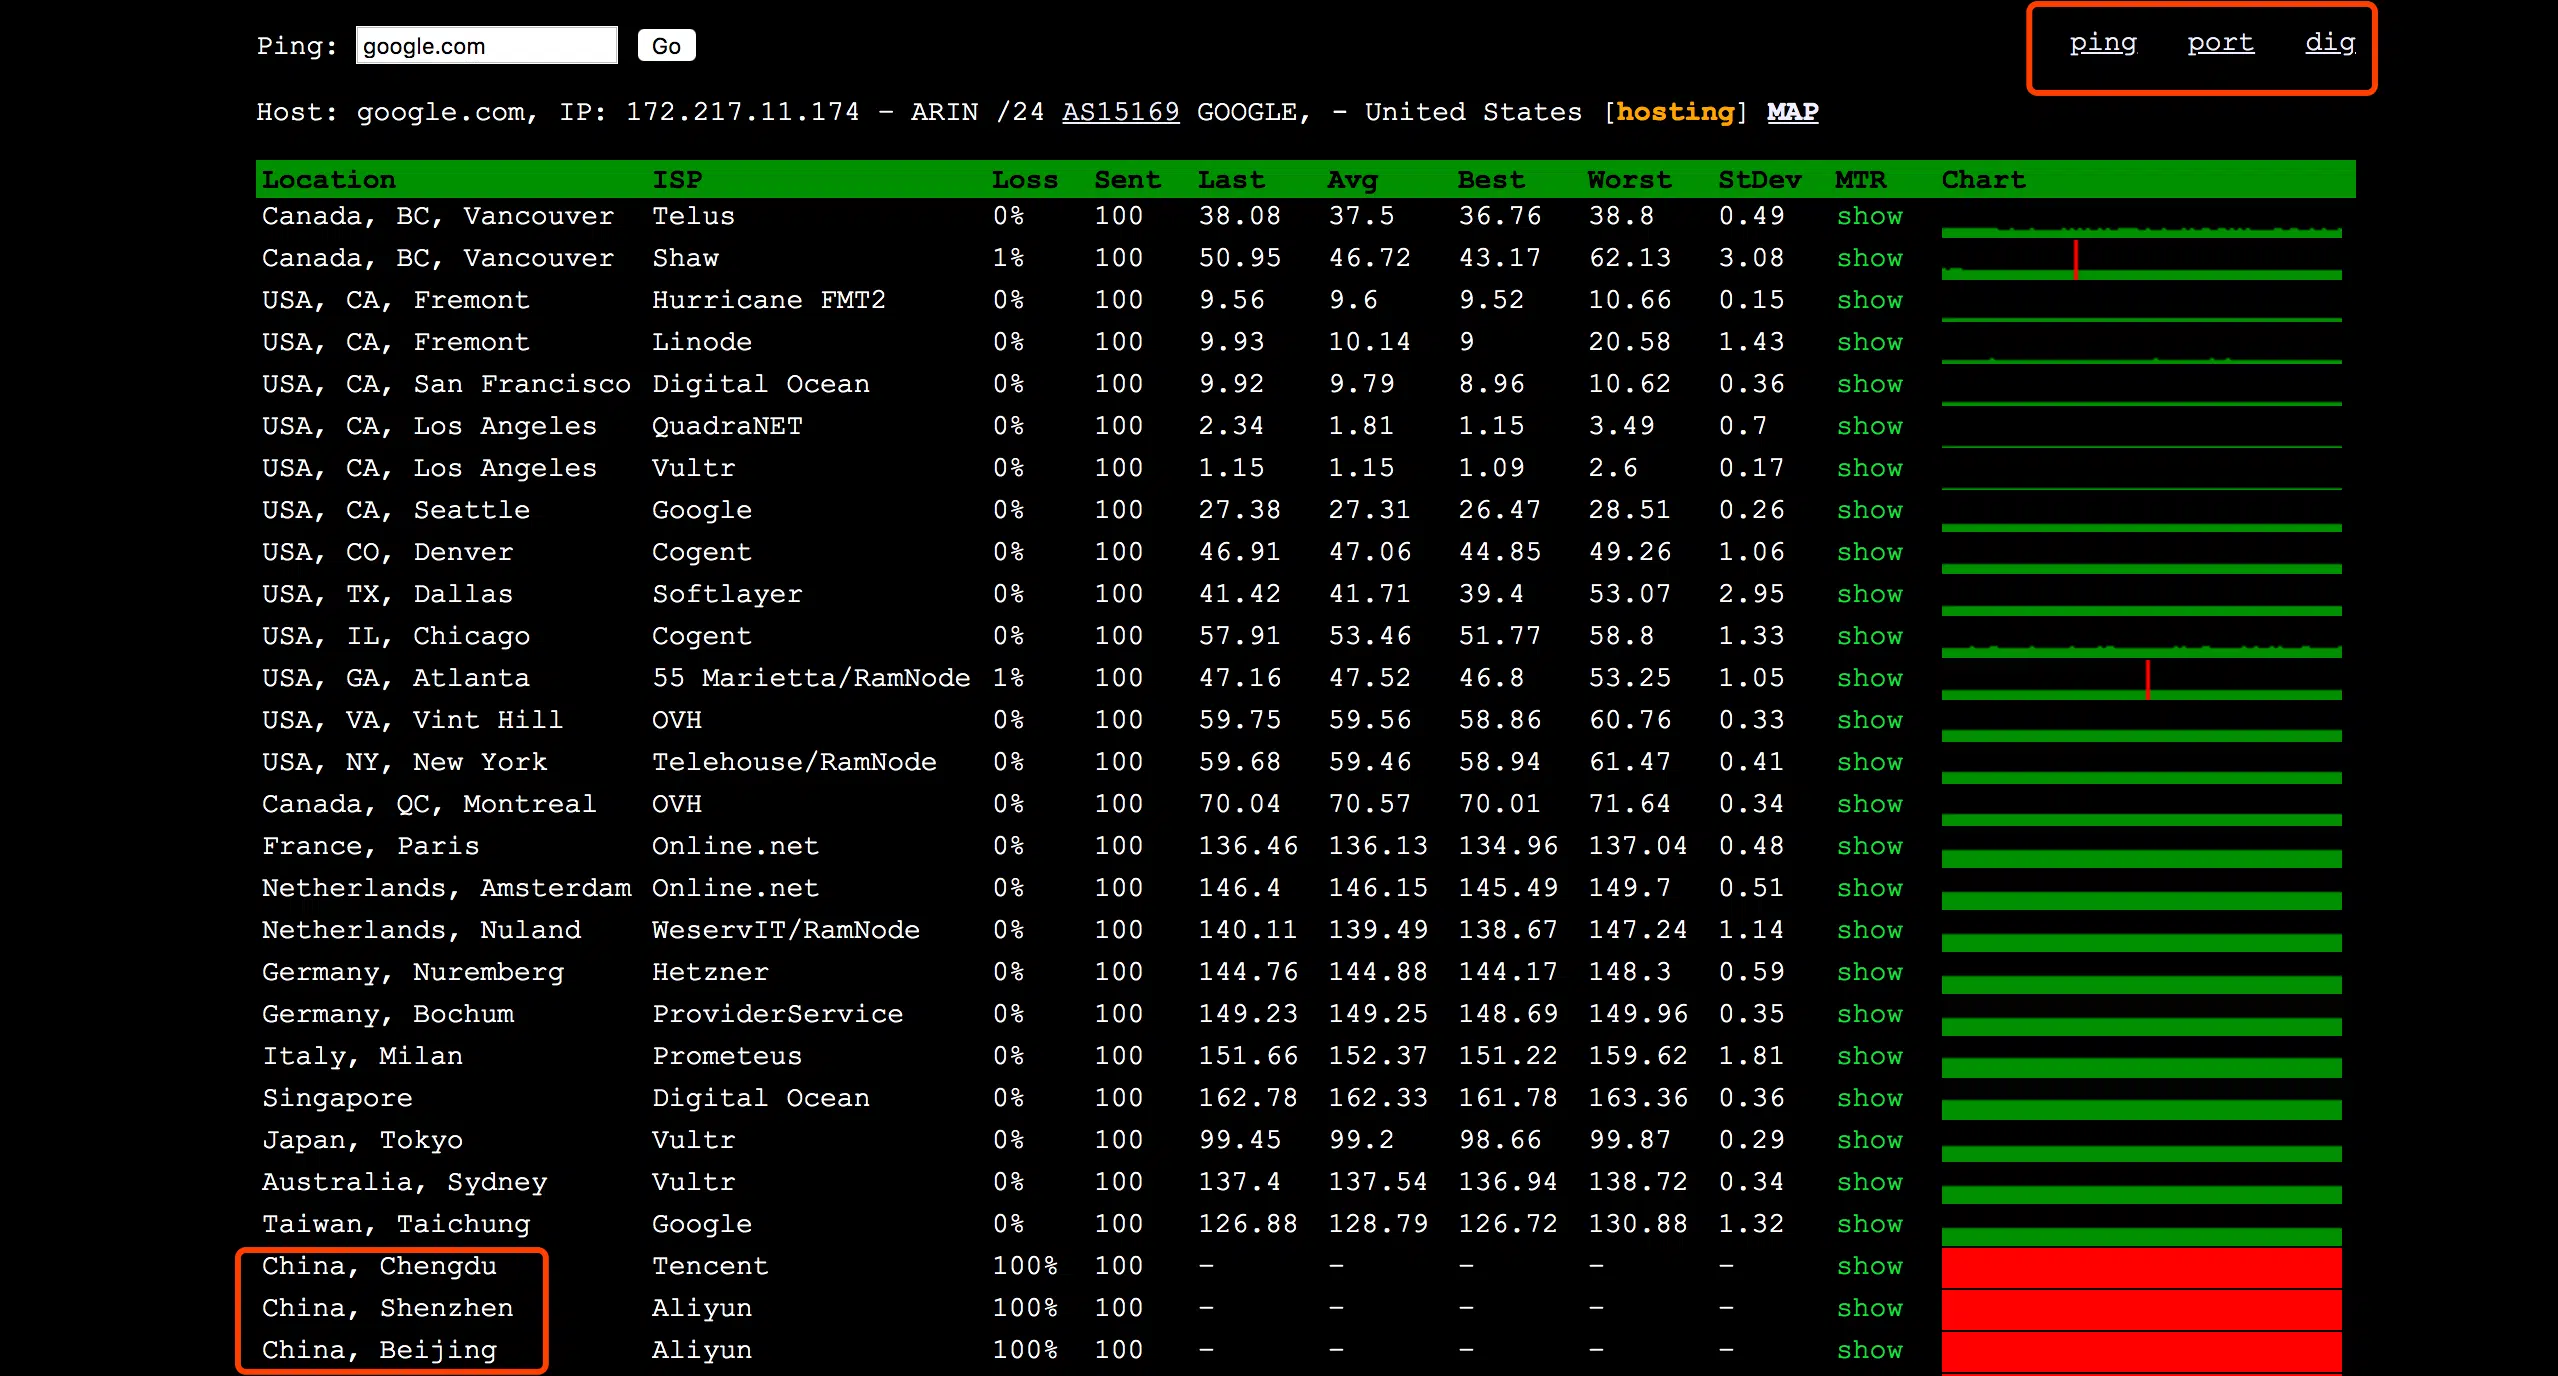 Ping: google.com Go ping port dig
Host: google.com, IP: 172.217.11.174 - ARIN /24 AS15169 GOOGLE, - United States [hosting] MAP
Location ISP Loss Sent Last Avg Best Worst StDev MTR Chart
Canada, BC, Vancouver Telus 0% 100 38.08 37.5 36.76 38.8 0.49 show
Canada, BC, Vancouver Shaw 1% 100 50.95 46.72 43.17 62.13 3.08 show
USA, CA, Fremont Hurricane FMT2 0% 100 9.56 9.6 9.52 10.66 0.15 show
USA, CA, Fremont Linode 0% 100 9.93 10.14 9 20.58 1.43 show
USA, CA, San Francisco Digital Ocean 0% 100 9.92 9.79 8.96 10.62 0.36 show
USA, CA, Los Angeles QuadraNET 0% 100 2.34 1.81 1.15 3.49 0.7 show
USA, CA, Los Angeles Vultr 0% 100 1.15 1.15 1.09 2.6 0.17 show
USA, CA, Seattle Google 0% 100 27.38 27.31 26.47 28.51 0.26 show
USA, CO, Denver Cogent 0% 100 46.91 47.06 44.85 49.26 1.06 show
USA, TX, Dallas Softlayer 0% 100 41.42 41.71 39.4 53.07 2.95 show
USA, IL, Chicago Cogent 0% 100 57.91 53.46 51.77 58.8 1.33 show
USA, GA, Atlanta 55 Marietta/RamNode 1% 100 47.16 47.52 46.8 53.25 1.05 show
USA, VA, Vint Hill OVH 0% 100 59.75 59.56 58.86 60.76 0.33 show
USA, NY, New York Telehouse/RamNode 0% 100 59.68 59.46 58.94 61.47 0.41 show
Canada, QC, Montreal OVH 0% 100 70.04 70.57 70.01 71.64 0.34 show
France, Paris Online.net 0% 100 136.46 136.13 134.96 137.04 0.48 show
Netherlands, Amsterdam Online.net 0% 100 146.4 146.15 145.49 149.7 0.51 show
Netherlands, Nuland WeservIT/RamNode 0% 100 140.11 139.49 138.67 147.24 1.14 show
Germany, Nuremberg Hetzner 0% 100 144.76 144.88 144.17 148.3 0.59 show
Germany, Bochum ProviderService 0% 100 149.23 149.25 148.69 149.96 0.35 show
Italy, Milan Prometeus 0% 100 151.66 152.37 151.22 159.62 1.81 show
Singapore Digital Ocean 0% 100 162.78 162.33 161.78 163.36 0.36 show
Japan, Tokyo Vultr 0% 100 99.45 99.2 98.66 99.87 0.29 show
Australia, Sydney Vultr 0% 100 137.4 137.54 136.94 138.72 0.34 show
Taiwan, Taichung Google 0% 100 126.88 128.79 126.72 130.88 1.32 show
China, Chengdu Tencent 100% 100 - - - - - show
China, Shenzhen Aliyun 100% 100 - - - - - show
China, Beijing Aliyun 100% 100 - - - - - show